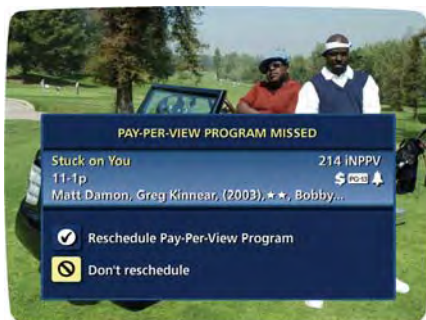 PAY-PER-VIEW PROGRAM MISSED
Stuck on You 214 iNPPV
11-1p $ PG-13
Matt Damon, Greg Kinnear, (2003), ★★, Bobby...
Reschedule Pay-Per-View Program
Don't reschedule